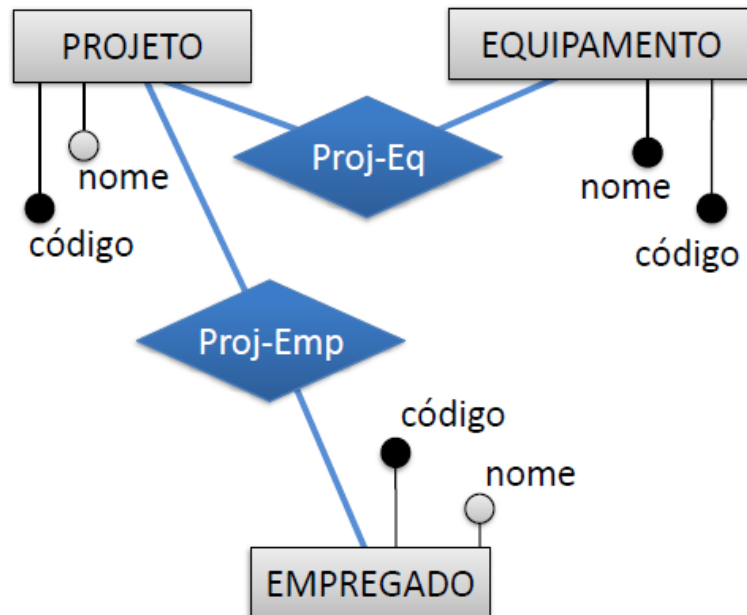 PROJETO
EQUIPAMENTO
Proj-Eq
nome
nome
código
código
Proj-Emp
código
nome
EMPREGADO